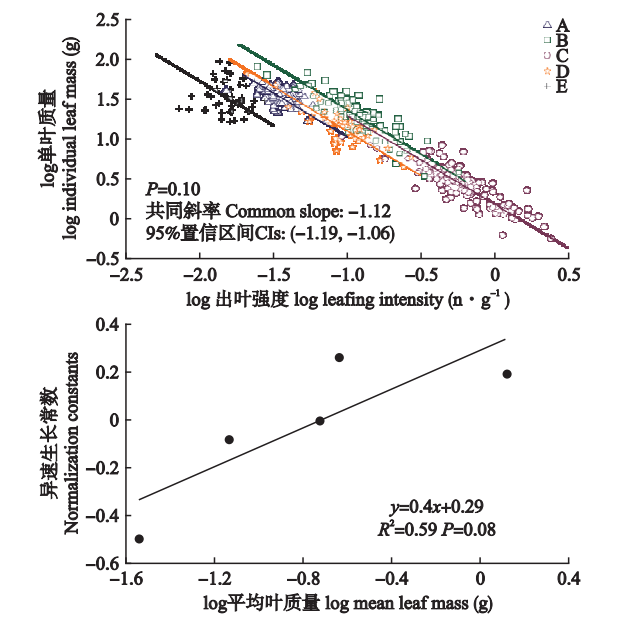 2.5
2.0
1.5
1.0
0.5
0
−0.5
log单叶质量
log individual leaf mass (g)
A
B
C
D
E
P=0.10
共同斜率 Common slope: −1.12
95%置信区间CIs: (−1.19, −1.06)
−2.5 −2.0 −1.5 −1.0 −0.5 0 0.5
log 出叶强度 log leafing intensity (n·g⁻¹)
0.4
0.2
0
−0.2
−0.4
−0.6
异速生长常数
Normalization constants
y=0.4x+0.29
R²=0.59 P=0.08
−1.6 −1.2 −0.8 −0.4 0 0.4
log平均叶质量 log mean leaf mass (g)